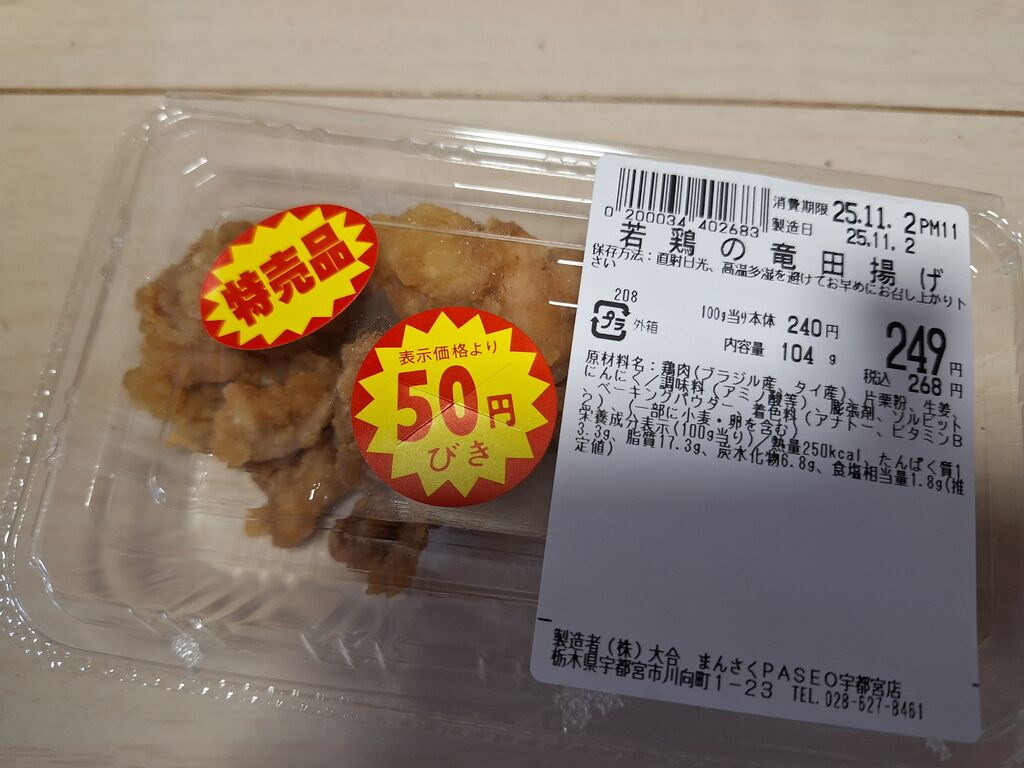 特売品
表示価格より
50円
びき
0 200034 402683
消費期限 25.11. 2 PM11
製造日 25.11. 2
若鶏の竜田揚げ
保存方法：直射日光、高温多湿を避けてお早めにお召し上がり下
さい
208
プラ 外箱
100g当り本体 240円
内容量 104 g
249円
税込 268円
原材料名：鶏肉(ブラジル産、タイ産)、片栗粉、生姜、
にんにく／調味料(アミノ酸等)、膨張剤、ソルビット
、ベーキングパウダー、着色料(アナトー、ビタミンB
2)、(一部に小麦・卵を含む)
栄養成分表示(100g当り)／熱量250kcal、たんぱく質1
3.3g、脂質17.3g、炭水化物6.8g、食塩相当量1.8g(推
定値)
製造者(株)大合 まんさくPASEO宇都宮店
栃木県宇都宮市川向町1－23 TEL.028-627-8461